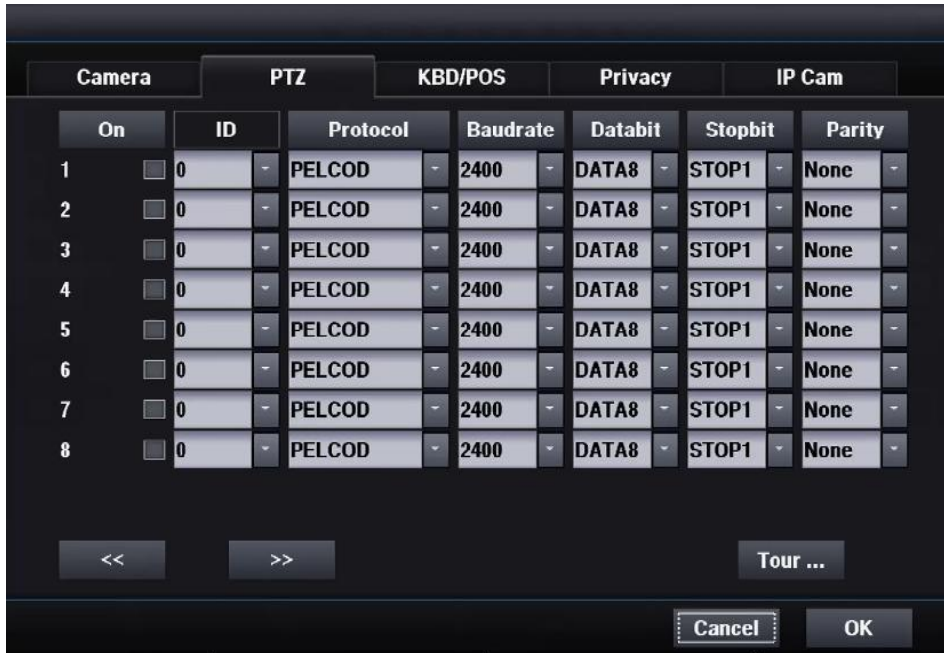 Camera PTZ KBD/POS Privacy IP Cam
On ID Protocol Baudrate Databit Stopbit Parity
1 0 PELCOD 2400 DATA8 STOP1 None
2 0 PELCOD 2400 DATA8 STOP1 None
3 0 PELCOD 2400 DATA8 STOP1 None
4 0 PELCOD 2400 DATA8 STOP1 None
5 0 PELCOD 2400 DATA8 STOP1 None
6 0 PELCOD 2400 DATA8 STOP1 None
7 0 PELCOD 2400 DATA8 STOP1 None
8 0 PELCOD 2400 DATA8 STOP1 None
<< >> Tour ...
Cancel OK